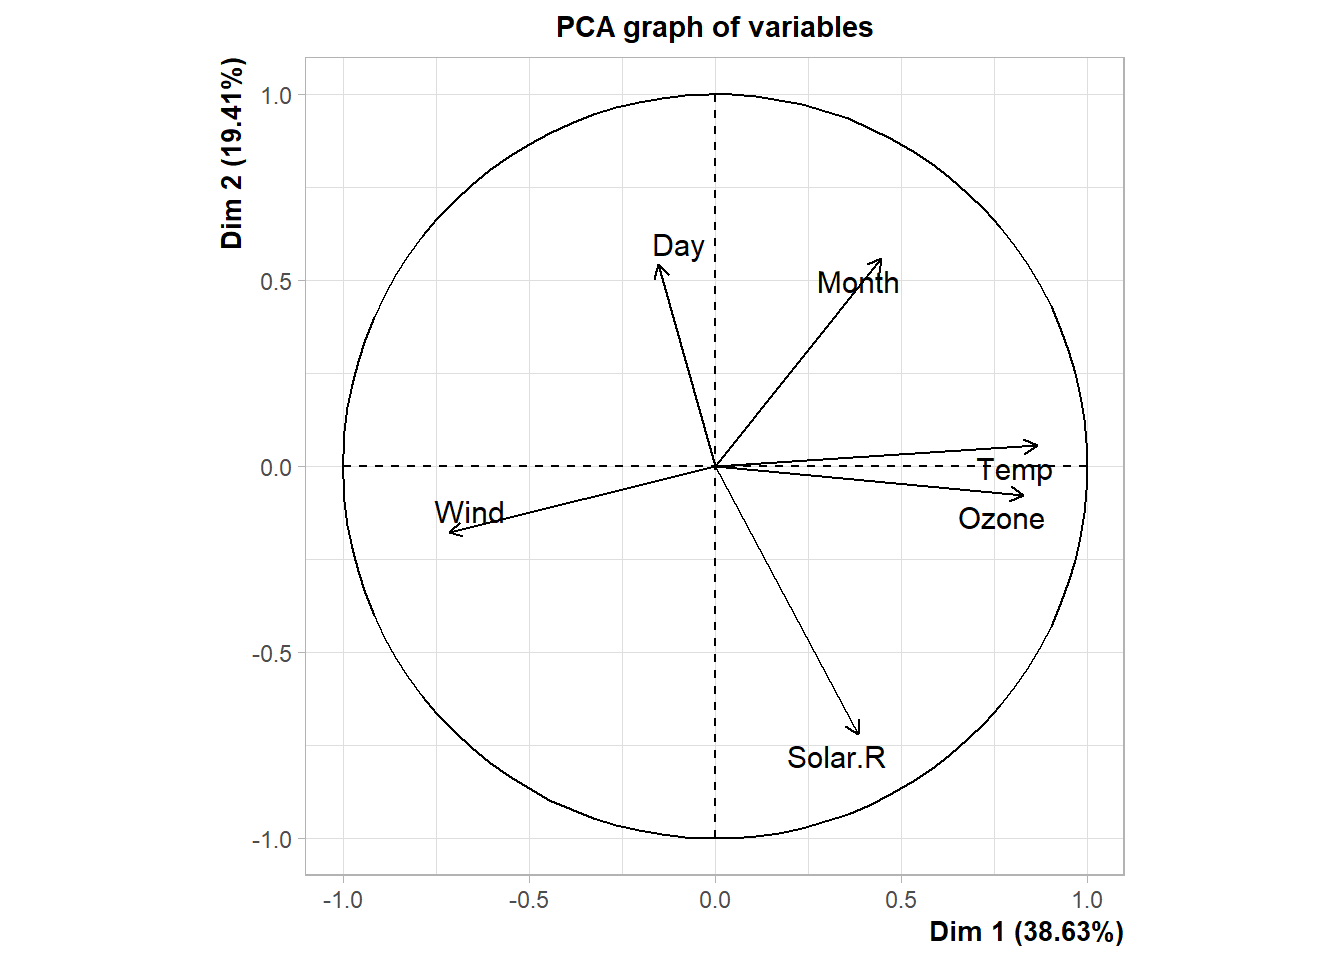 PCA graph of variables
Dim 2 (19.41%)
1.0
0.5
0.0
-0.5
-1.0
Day
Month
Temp
Wind
Ozone
Solar.R
-1.0
-0.5
0.0
0.5
1.0
Dim 1 (38.63%)